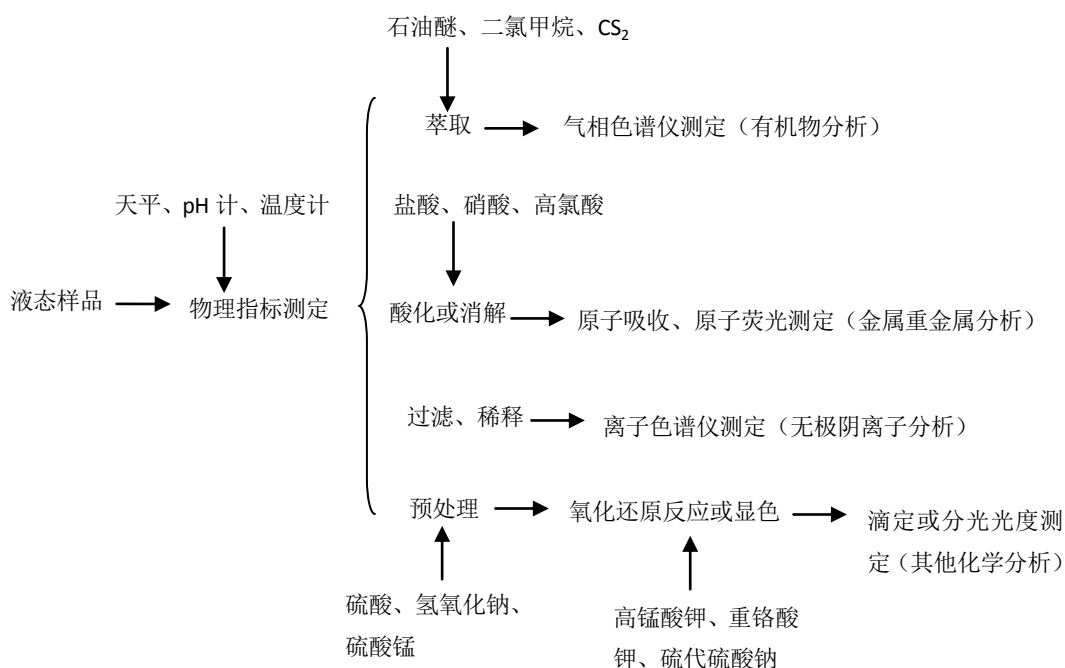 石油醚、二氯甲烷、CS₂
萃取
气相色谱仪测定（有机物分析）
天平、pH 计、温度计
盐酸、硝酸、高氯酸
液态样品
物理指标测定
酸化或消解
原子吸收、原子荧光测定（金属重金属分析）
过滤、稀释
离子色谱仪测定（无极阴离子分析）
预处理
氧化还原反应或显色
滴定或分光光度测
定（其他化学分析）
硫酸、氢氧化钠、
硫酸锰
高锰酸钾、重铬酸
钾、硫代硫酸钠